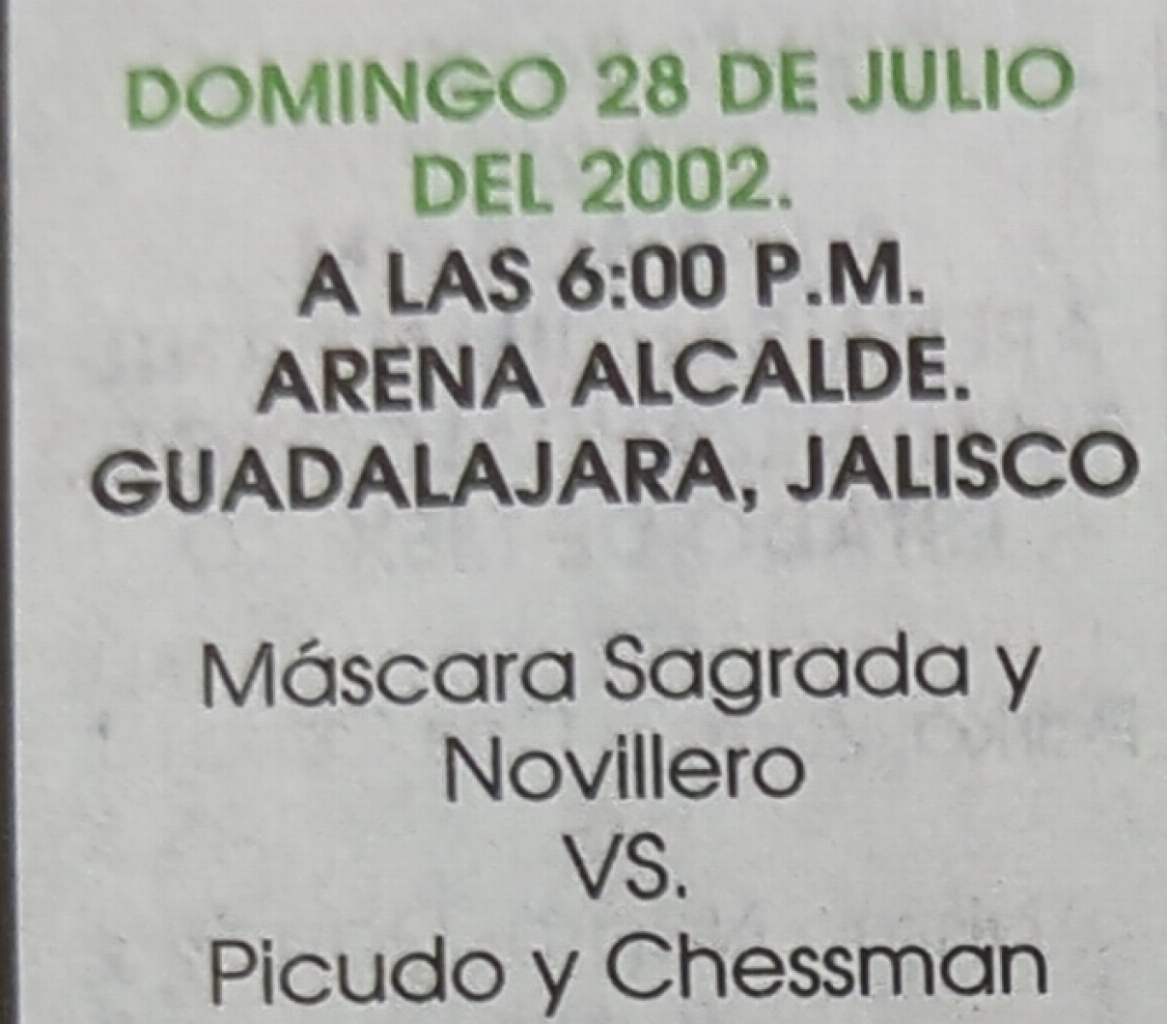 DOMINGO 28 DE JULIO
DEL 2002.
A LAS 6:00 P.M.
ARENA ALCALDE.
GUADALAJARA, JALISCO
Máscara Sagrada y
Novillero
VS.
Picudo y Chessman